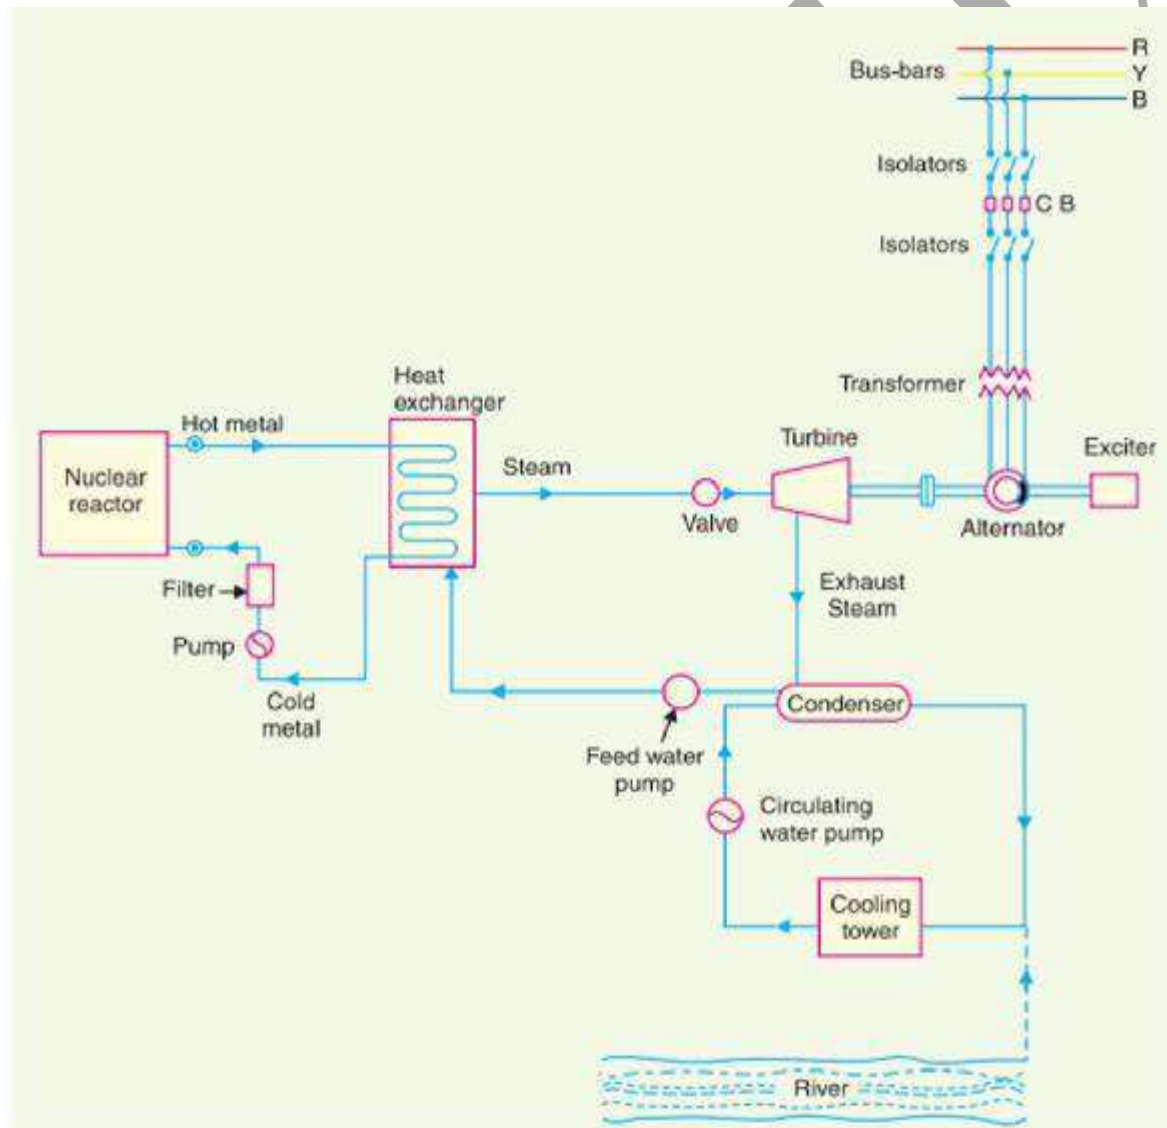 R
Bus-bars
Y
B
Isolators
C B
Isolators
Transformer
Heat
exchanger
Hot metal
Turbine
Exciter
Nuclear
reactor
Steam
Valve
Alternator
Filter
Exhaust
Steam
Pump
Cold
metal
Condenser
Feed water
pump
Circulating
water pump
Cooling
tower
River